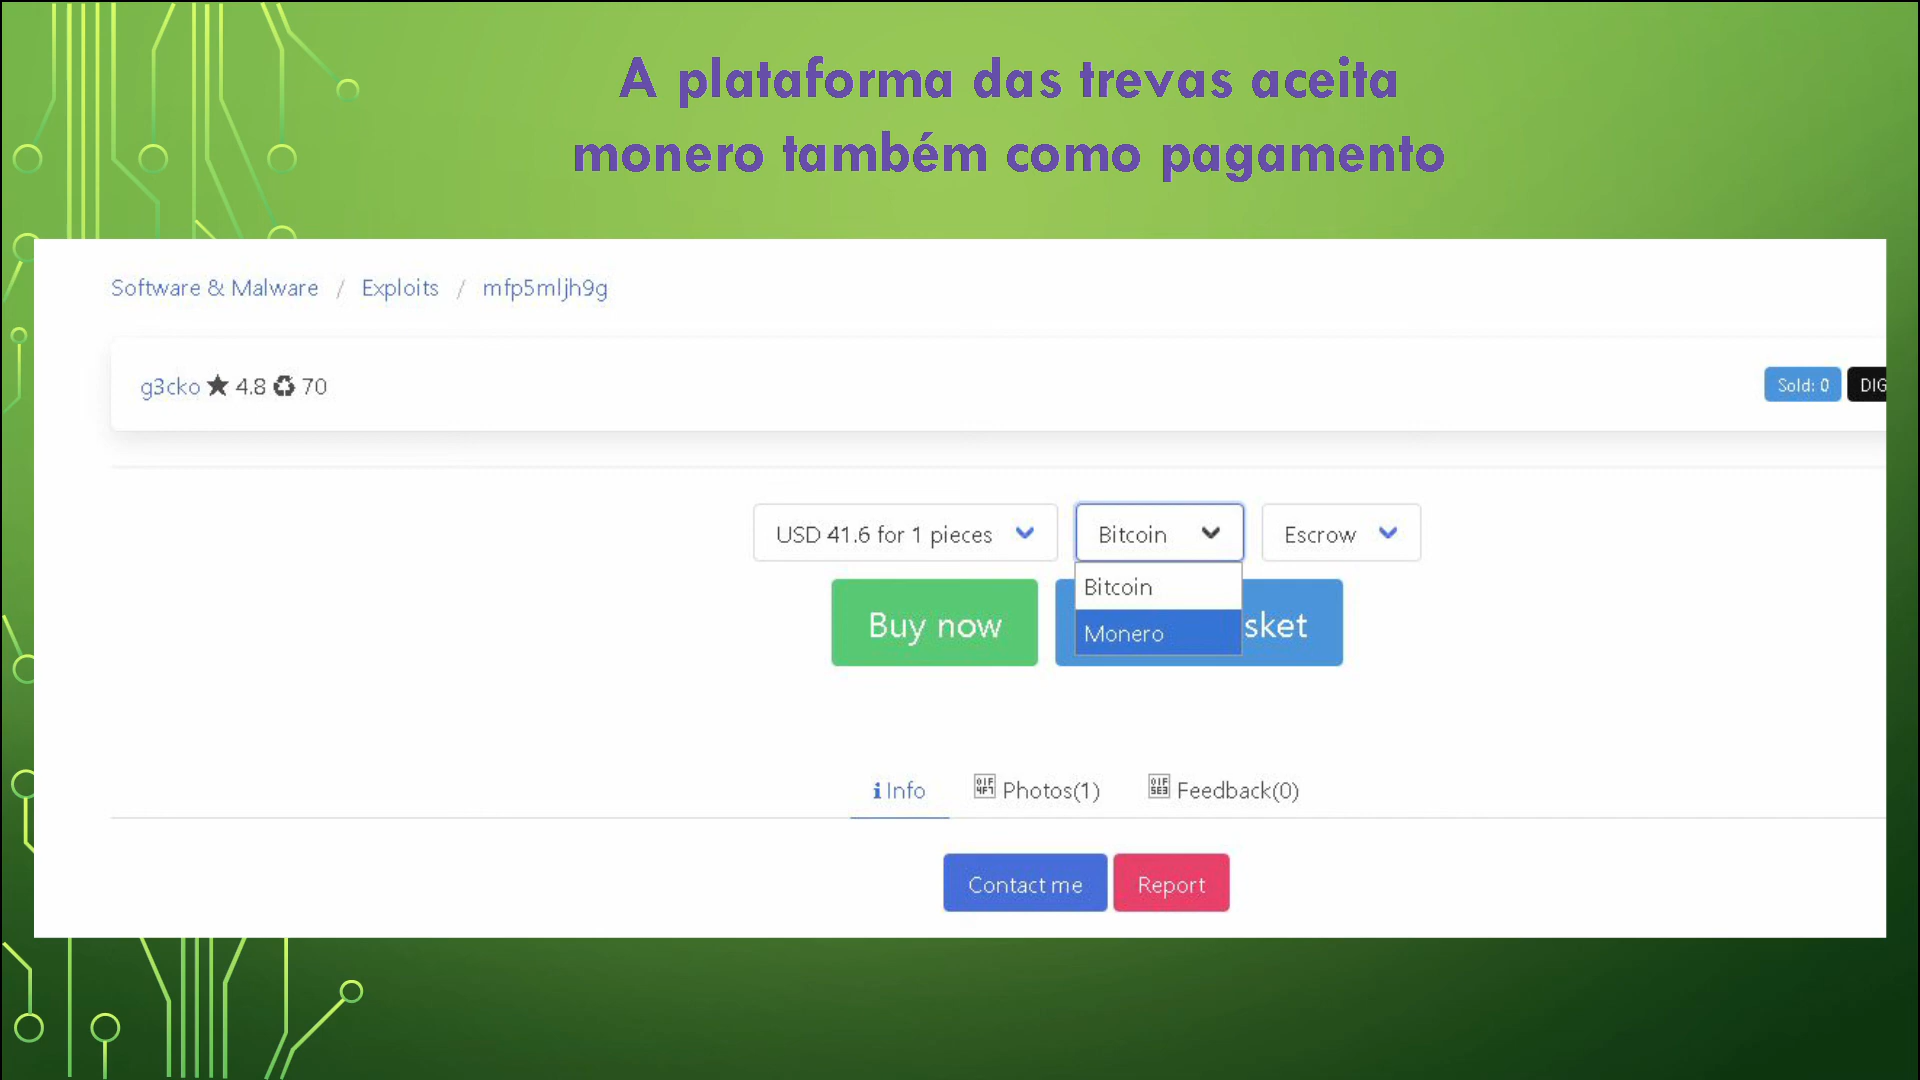 A plataforma das trevas aceita
monero também como pagamento
Software & Malware / Exploits / mfp5mljh9g
g3cko ★ 4.8 ♻ 70
Sold: 0
DIG
USD 41.6 for 1 pieces
Bitcoin
Escrow
Bitcoin
Monero
Buy now
sket
Info
Photos(1)
Feedback(0)
Contact me
Report